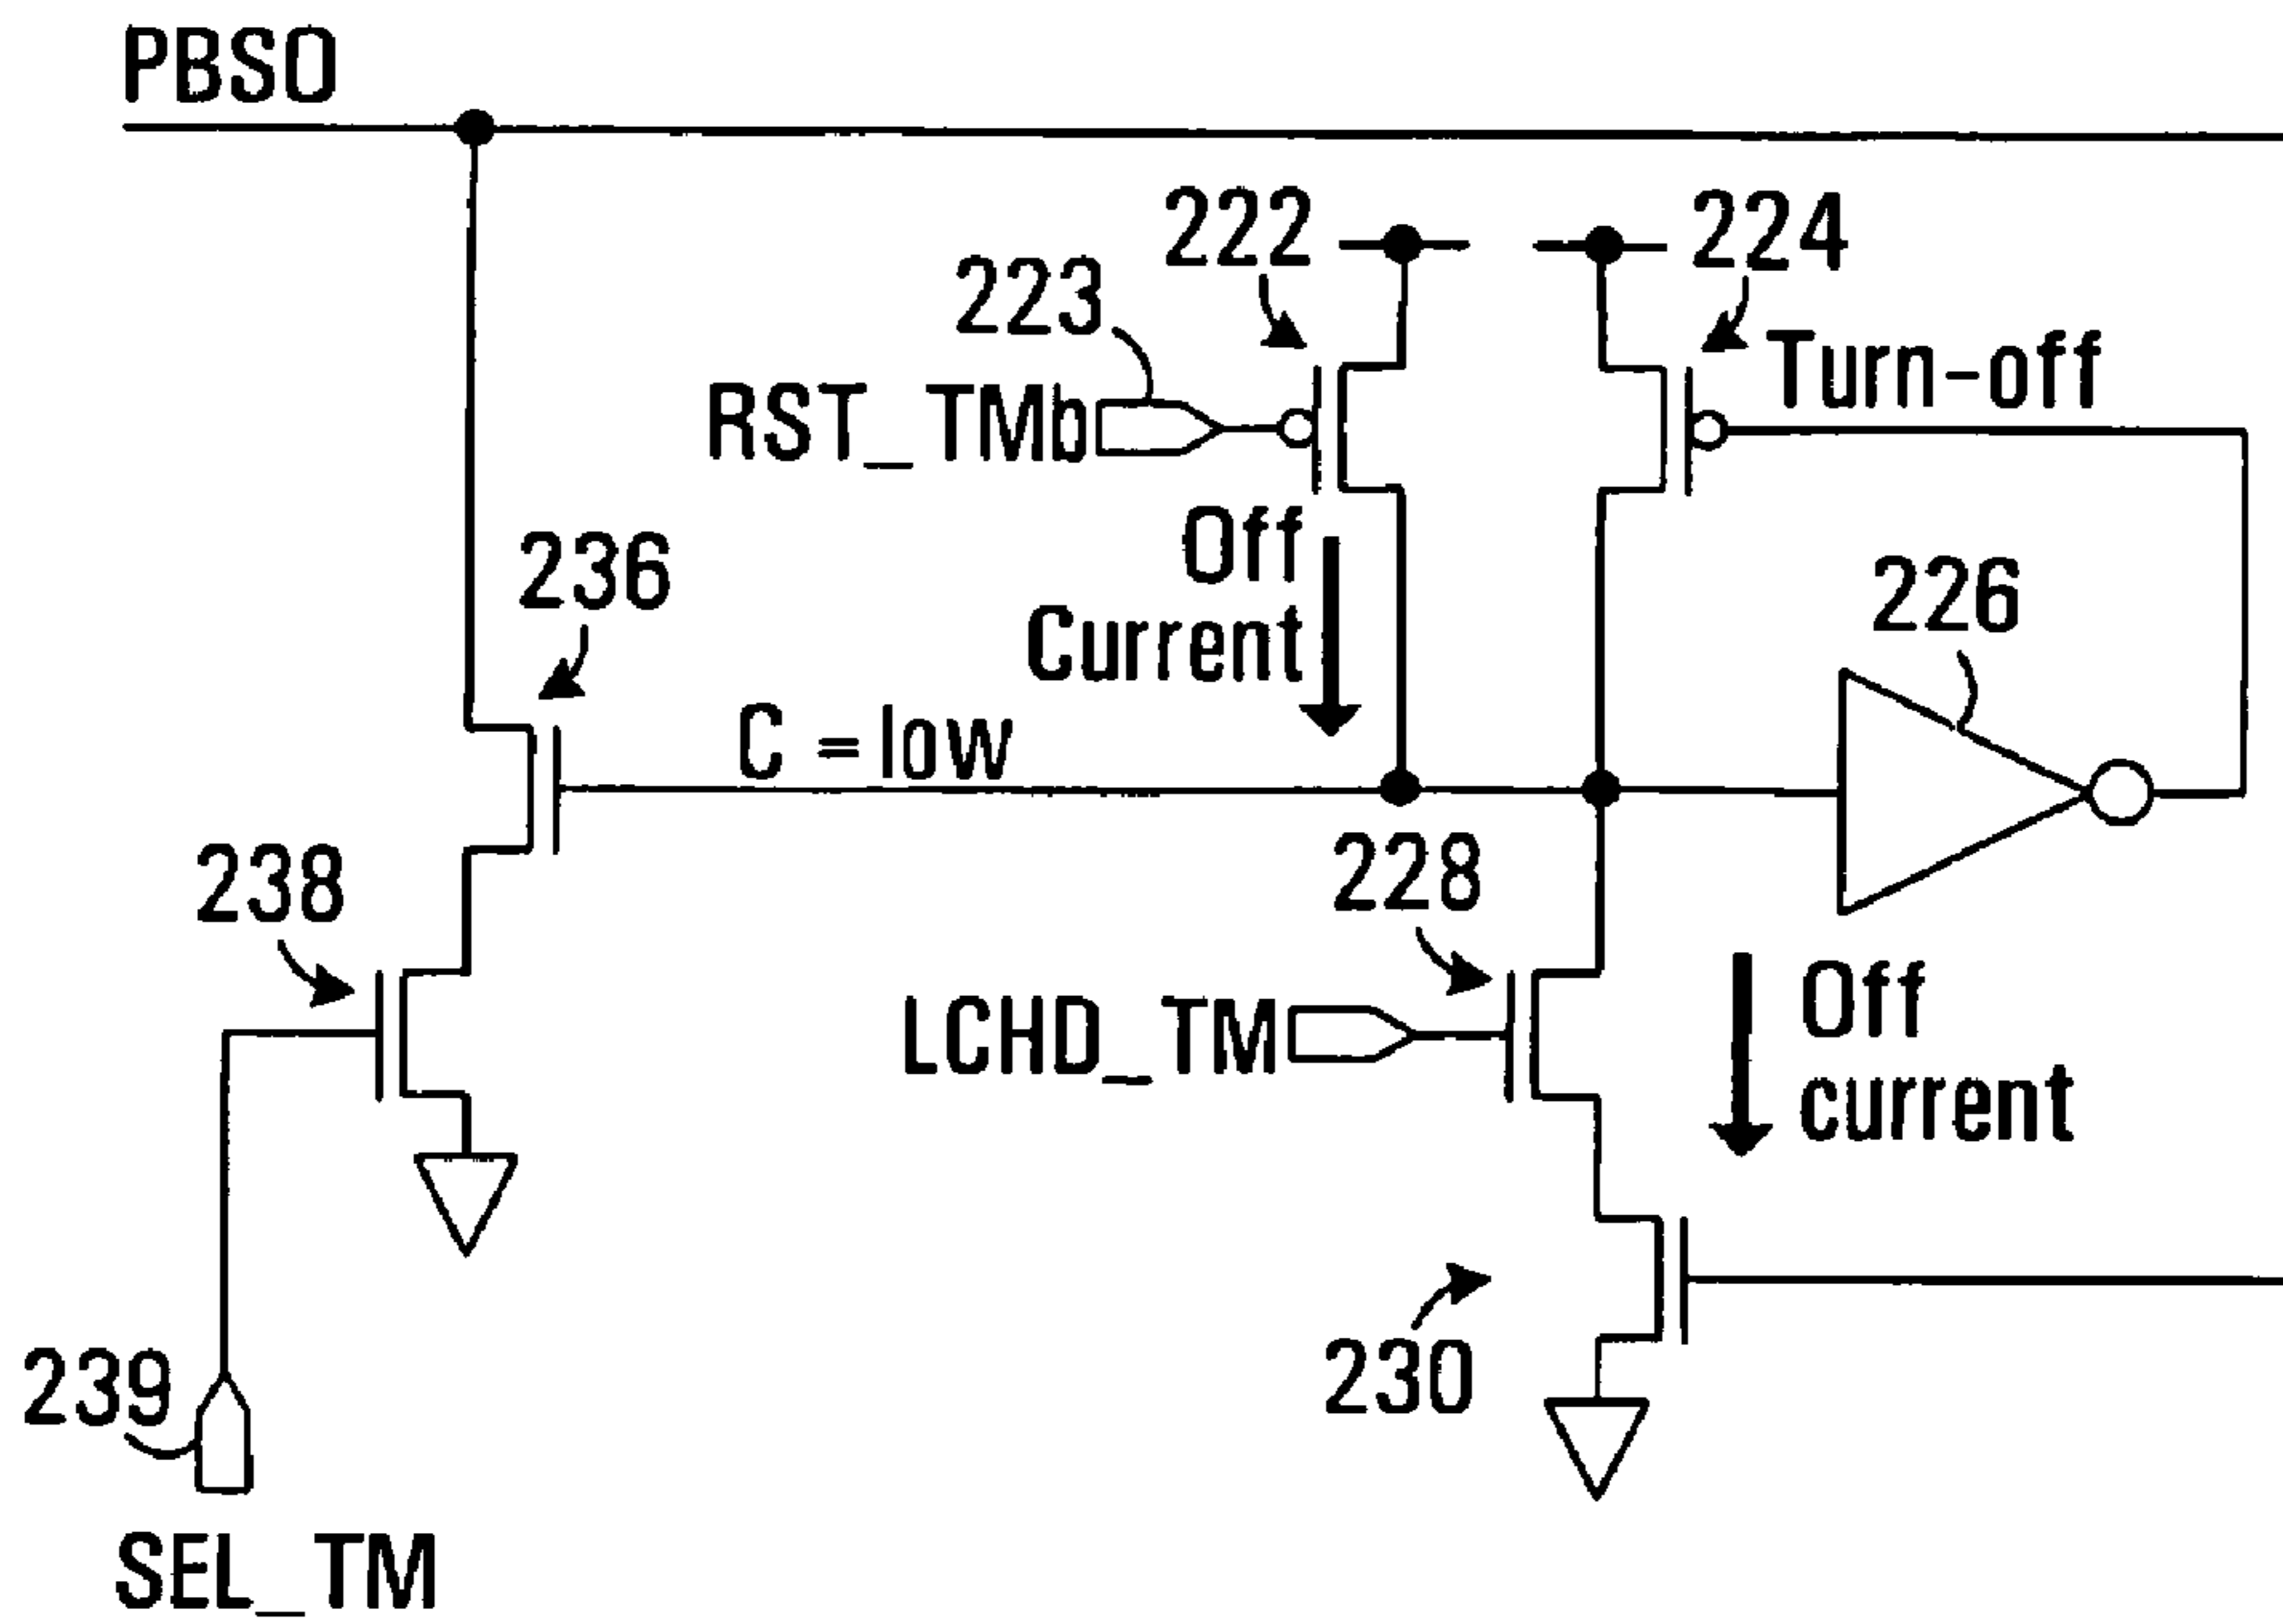 PBSO
222
224
223
Turn-off
RST_TMb
Off
Current
236
226
C = low
228
238
LCHD_TM
Off
current
230
239
SEL_TM